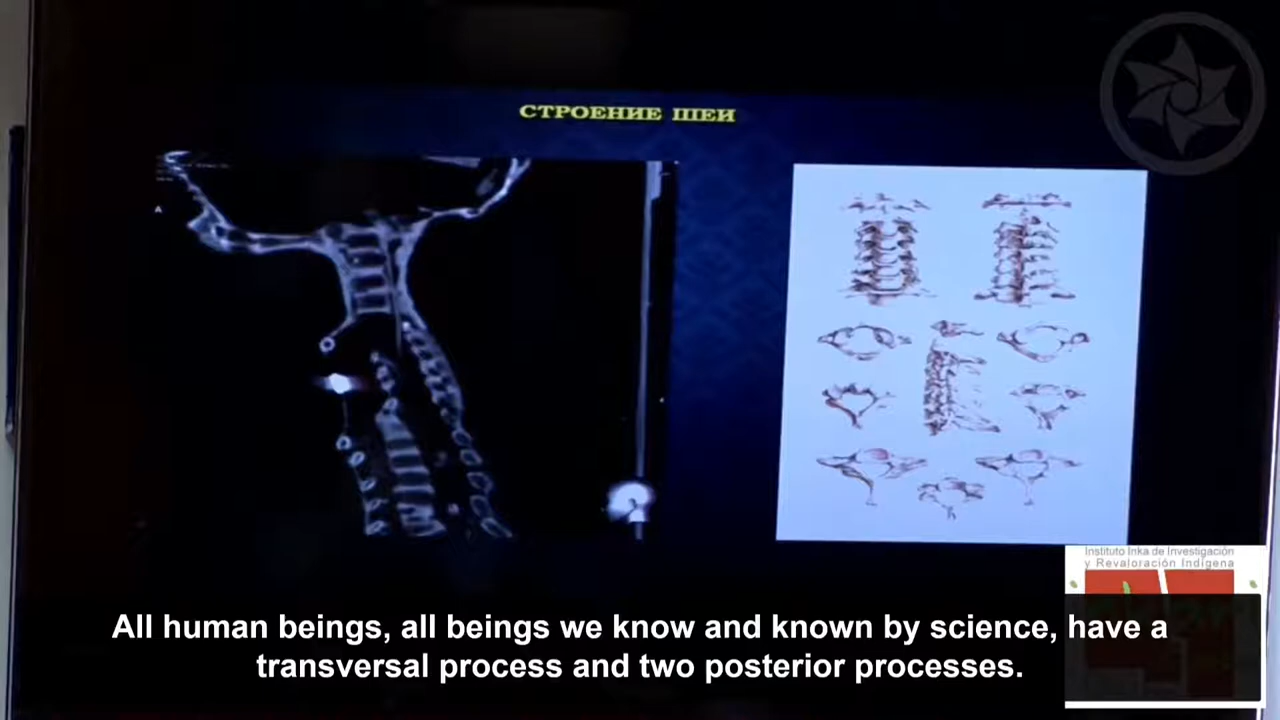 СТРОЕНИЕ ШЕИ
A
Instituto Inka de Investigación
y Revaloración Indígena
All human beings, all beings we know and known by science, have a
transversal process and two posterior processes.